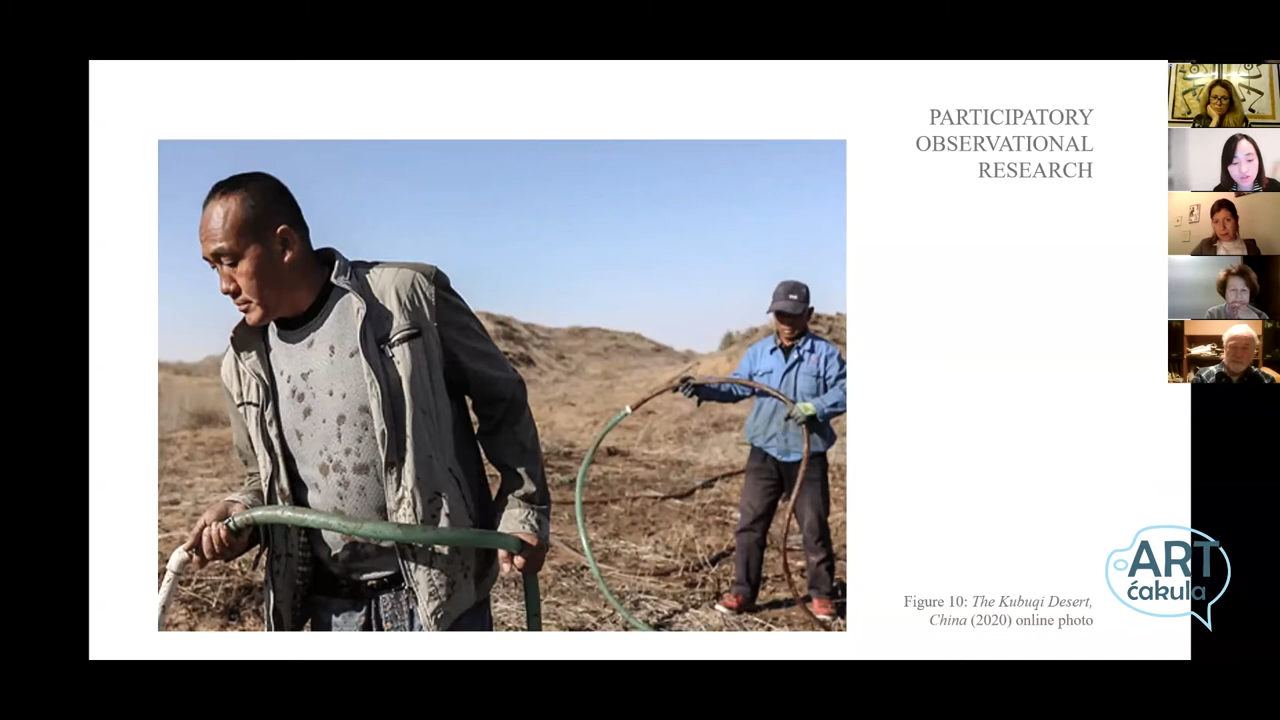 PARTICIPATORY
OBSERVATIONAL
RESEARCH
Figure 10: The Kubuqi Desert,
China (2020) online photo
ART
ćakula